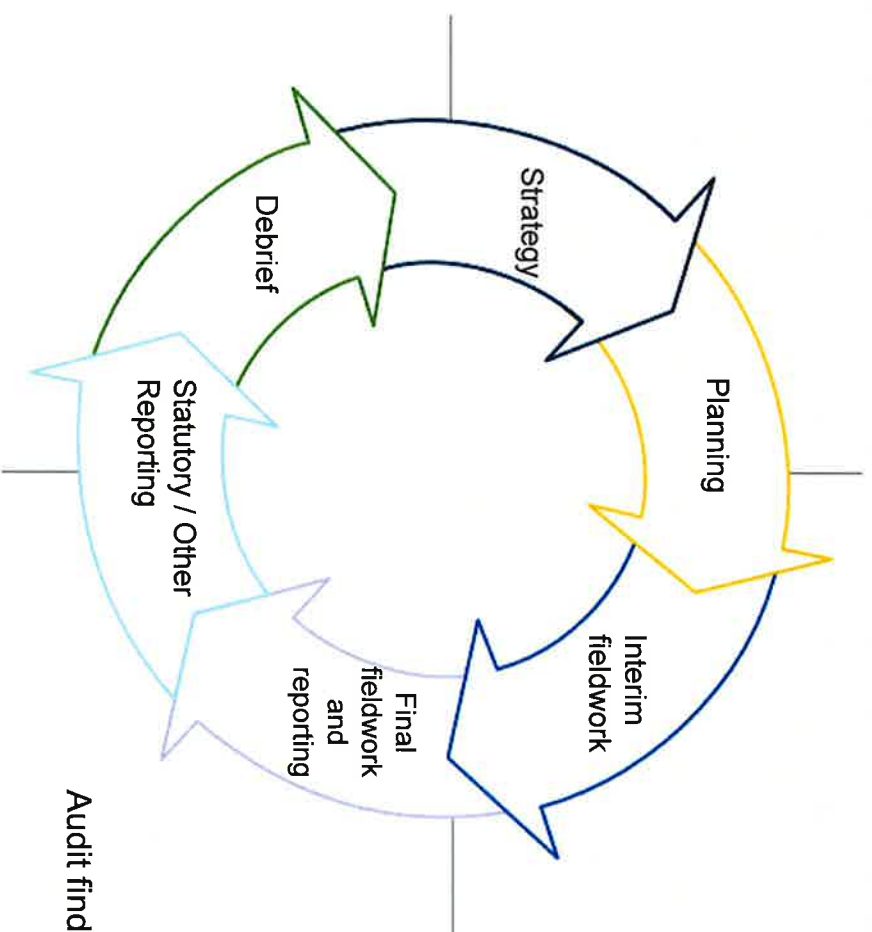 Strategy
Planning
Interim
fieldwork
Final
fieldwork
and
reporting
Statutory / Other
Reporting
Debrief
Audit find